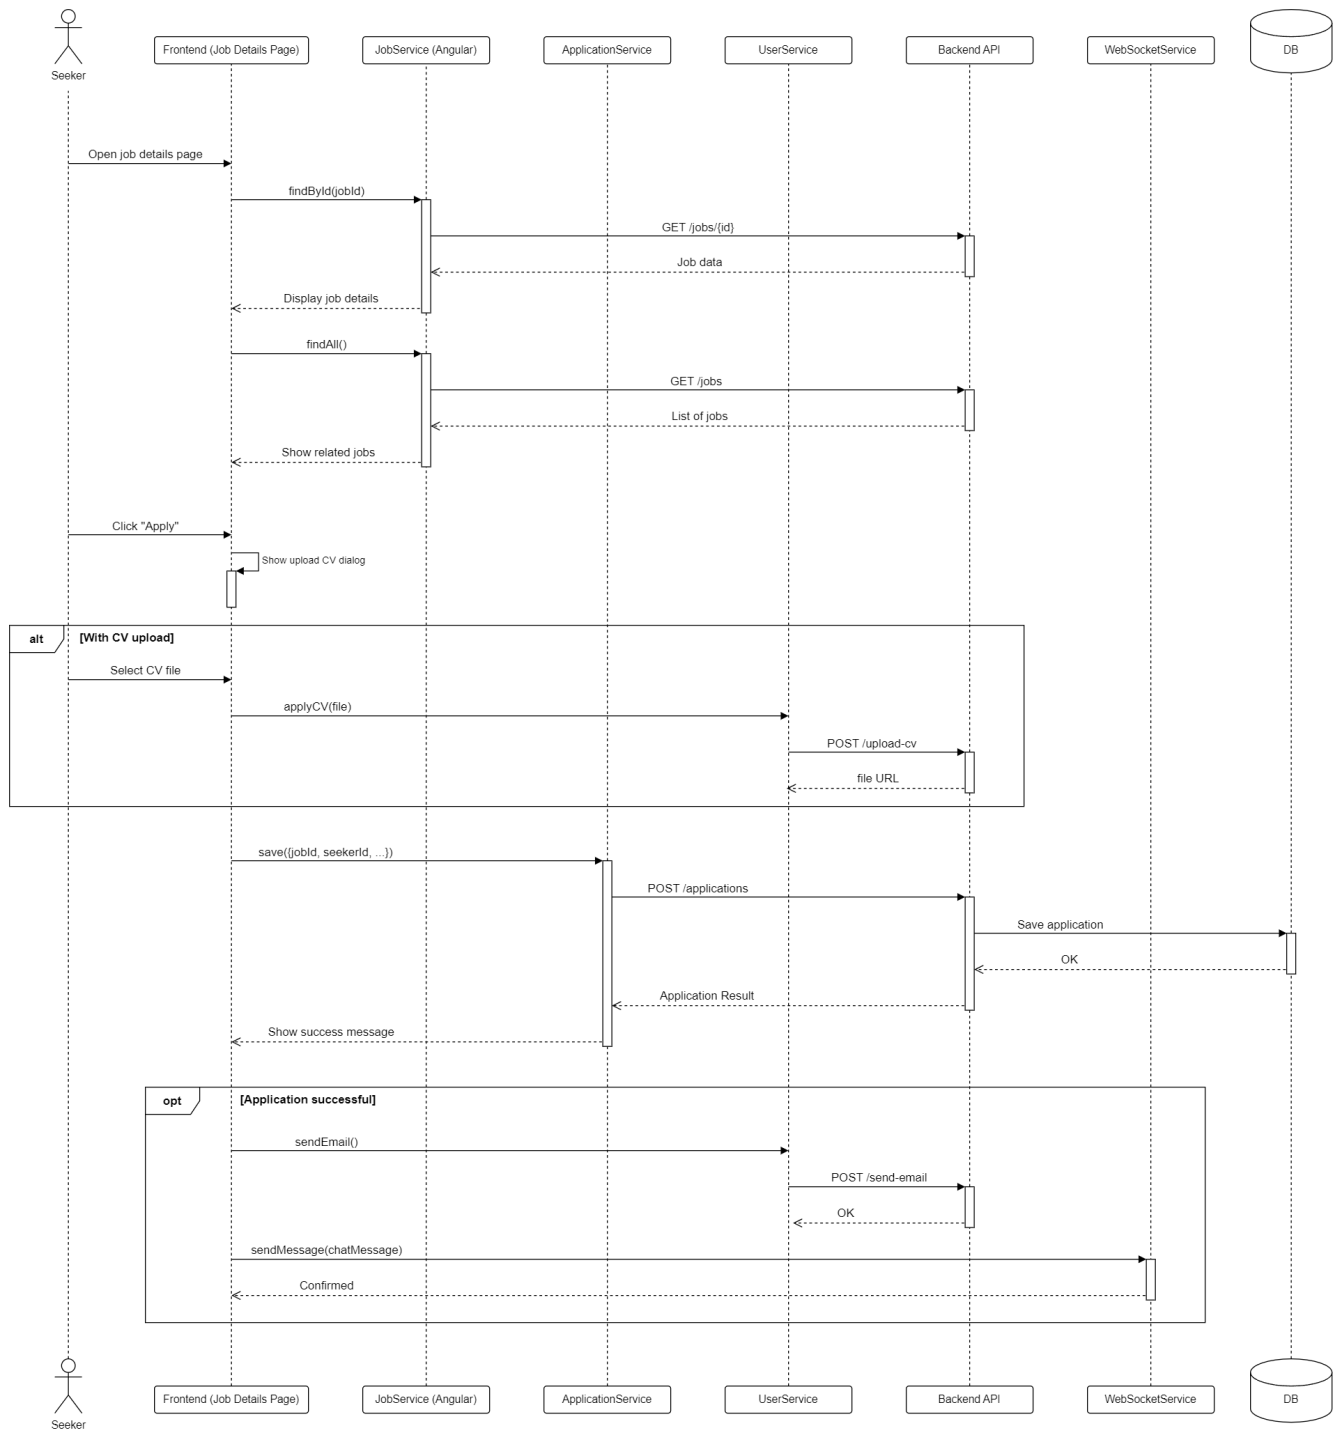 Seeker
Frontend (Job Details Page)
JobService (Angular)
ApplicationService
UserService
Backend API
WebSocketService
DB
Open job details page
findById(jobId)
GET /jobs/{id}
Job data
Display job details
findAll()
GET /jobs
List of jobs
Show related jobs
Click "Apply"
Show upload CV dialog
alt
[With CV upload]
Select CV file
applyCV(file)
POST /upload-cv
file URL
save({jobId, seekerId, ...})
POST /applications
Save application
OK
Application Result
Show success message
opt
[Application successful]
sendEmail()
POST /send-email
OK
sendMessage(chatMessage)
Confirmed
Seeker
Frontend (Job Details Page)
JobService (Angular)
ApplicationService
UserService
Backend API
WebSocketService
DB